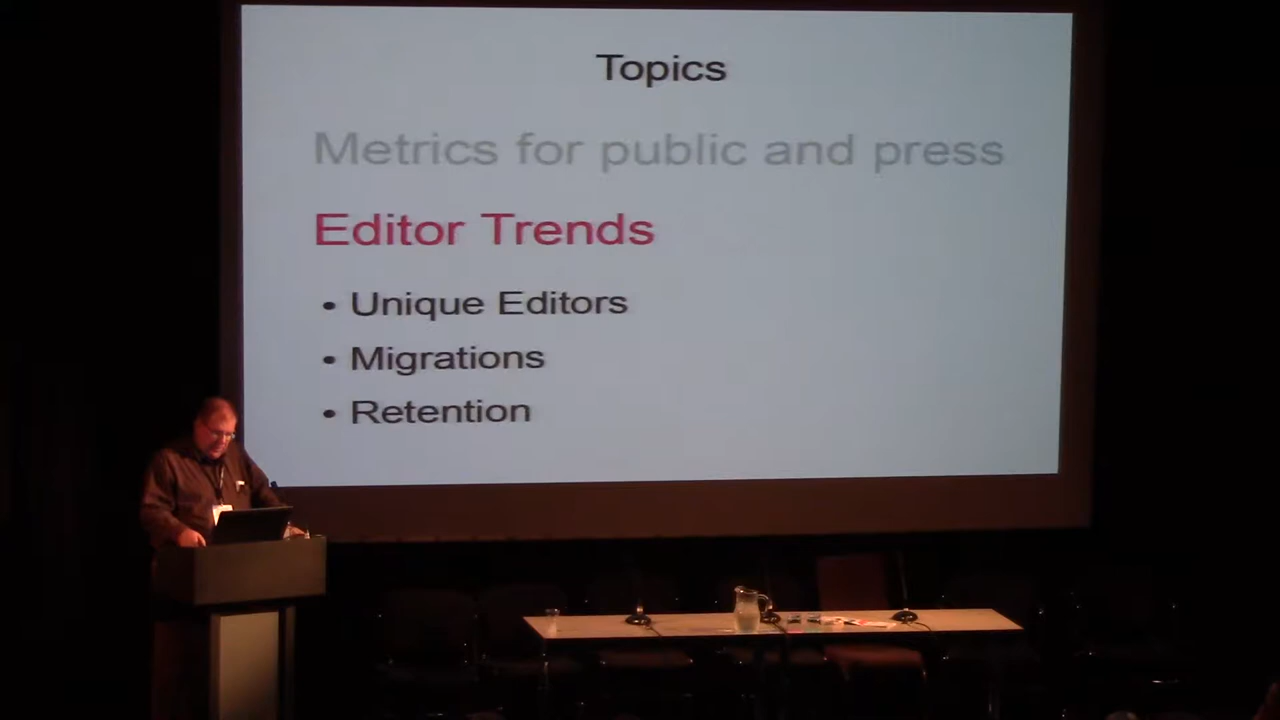 Topics
Metrics for public and press
Editor Trends
• Unique Editors
• Migrations
• Retention